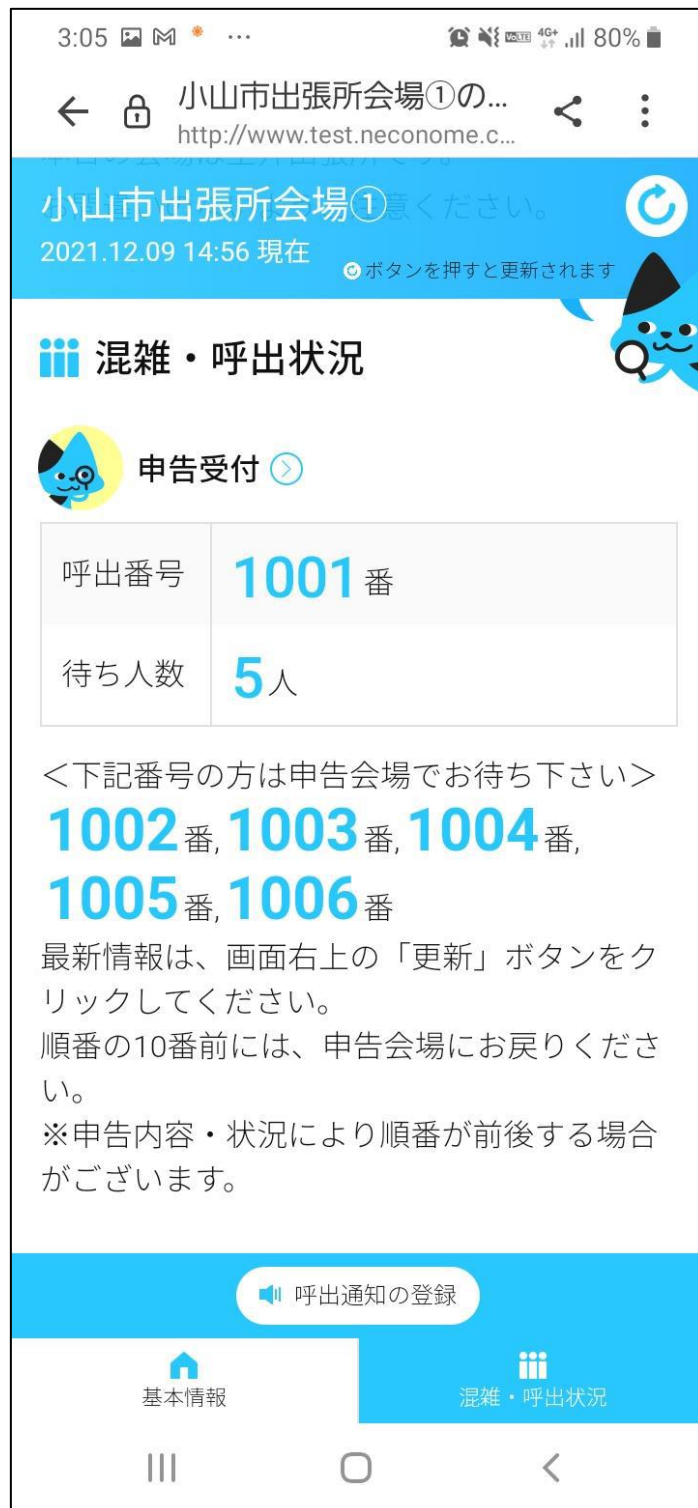 3:05
4G+
80%
小山市出張所会場①の...
http://www.test.neconome.c...
小山市出張所会場①
2021.12.09 14:56 現在
ボタンを押すと更新されます
混雑・呼出状況
申告受付
呼出番号 1001番
待ち人数 5人
＜下記番号の方は申告会場でお待ち下さい＞
1002番, 1003番, 1004番,
1005番, 1006番
最新情報は、画面右上の「更新」ボタンをク
リックしてください。
順番の10番前には、申告会場にお戻りくださ
い。
※申告内容・状況により順番が前後する場合
がございます。
呼出通知の登録
基本情報
混雑・呼出状況